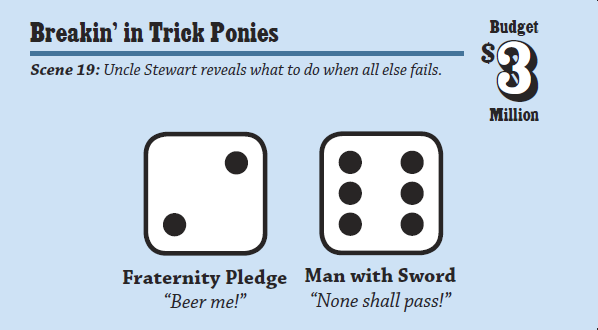 Breakin’ in Trick Ponies
Scene 19: Uncle Stewart reveals what to do when all else fails.
Budget
$3
Million
Fraternity Pledge
“Beer me!”
Man with Sword
“None shall pass!”